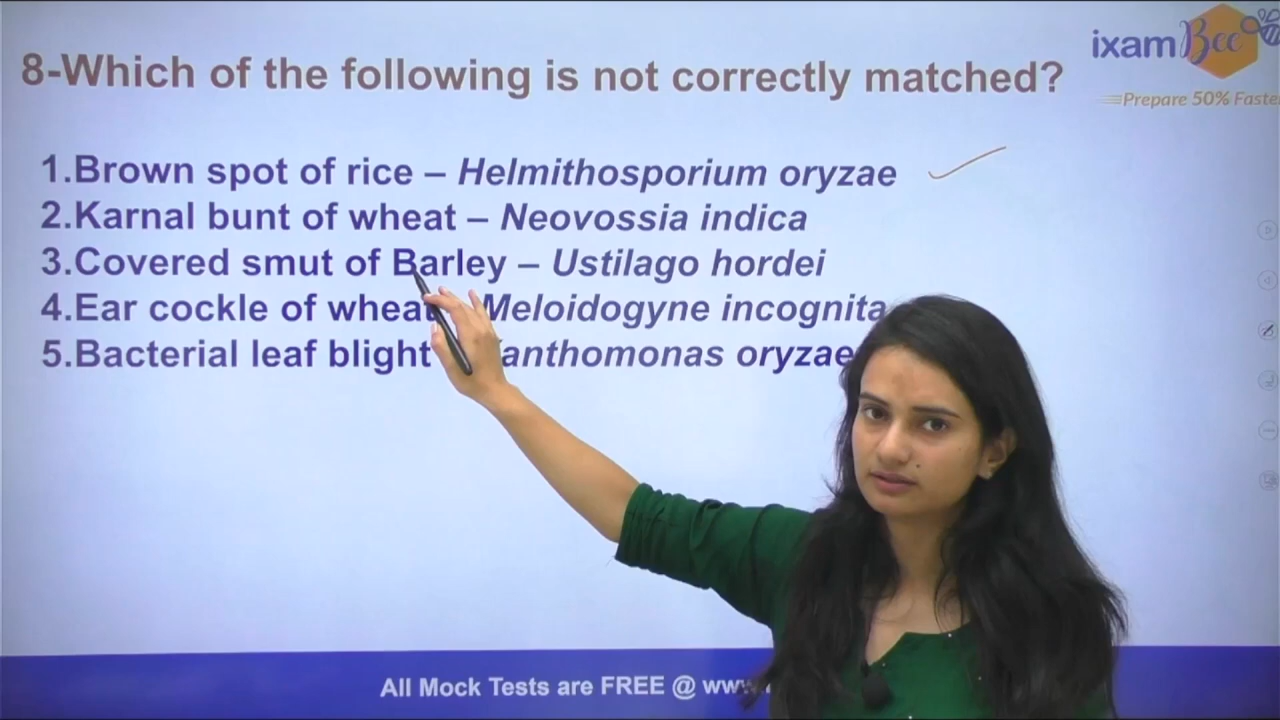 ixamBee
8-Which of the following is not correctly matched?
Prepare 50% Faste
1.Brown spot of rice – Helmithosporium oryzae
2.Karnal bunt of wheat – Neovossia indica
3.Covered smut of Barley – Ustilago hordei
4.Ear cockle of wheat Meloidogyne incognita
5.Bacterial leaf blight anthomonas oryzae
All Mock Tests are FREE @ www